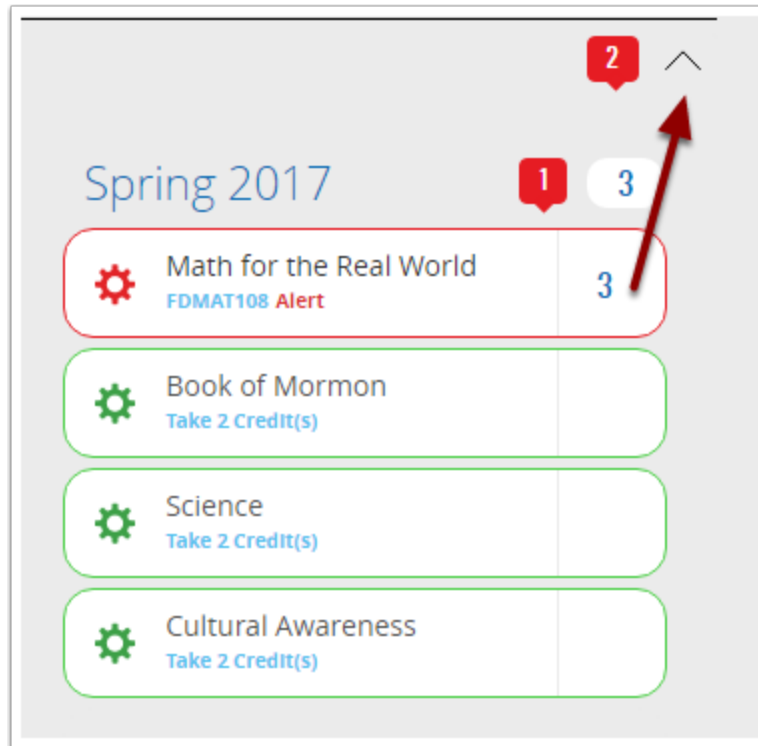 2
Spring 2017 1 3
Math for the Real World
FDMAT108 Alert 3
Book of Mormon
Take 2 Credit(s)
Science
Take 2 Credit(s)
Cultural Awareness
Take 2 Credit(s)